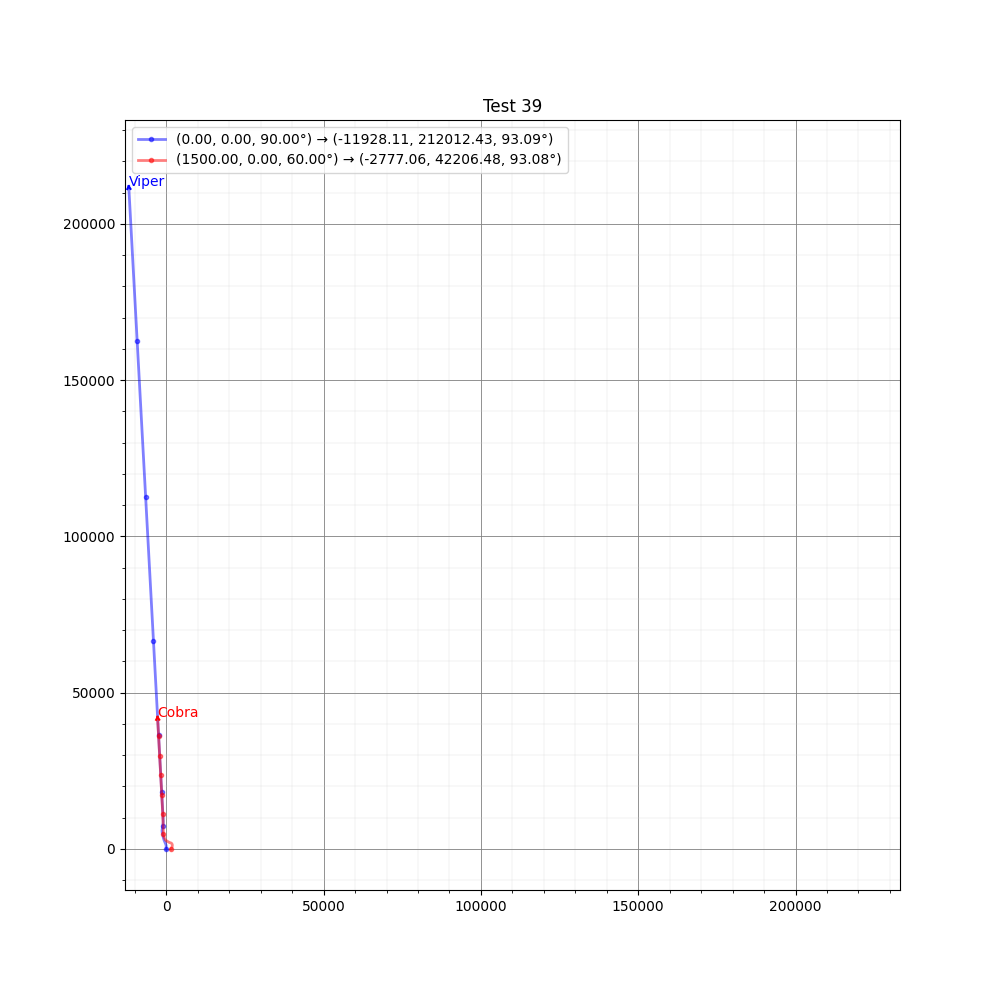 Test 39
(0.00, 0.00, 90.00°) → (-11928.11, 212012.43, 93.09°)
(1500.00, 0.00, 60.00°) → (-2777.06, 42206.48, 93.08°)
Viper
200000
150000
100000
50000
Cobra
0
0 50000 100000 150000 200000